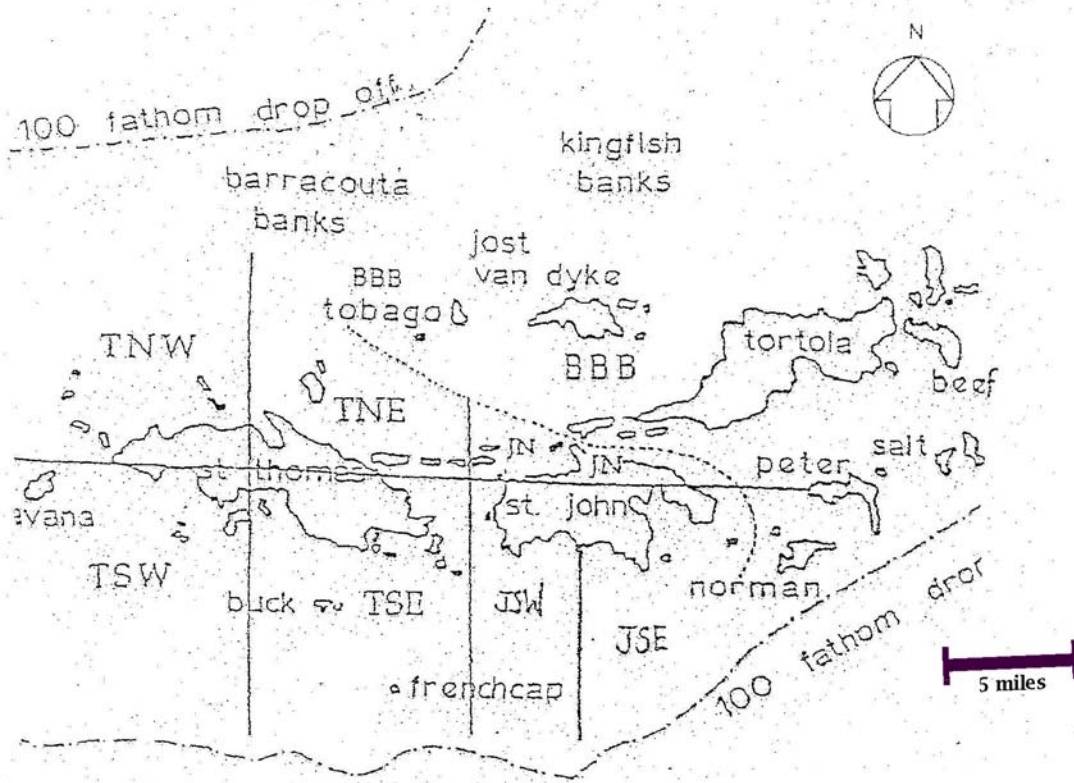 N
100 fathom drop off
kingfish
banks
barracouta
banks
jost
van dyke
BBB
tobago
TNW
tortola
BBB
beef
TNE
JN
salt
JN
peter
st. thomas
st. john
evana
TSW
buck
TSE
JSW
norman
JSE
100 fathom dror
frenchcap
5 miles